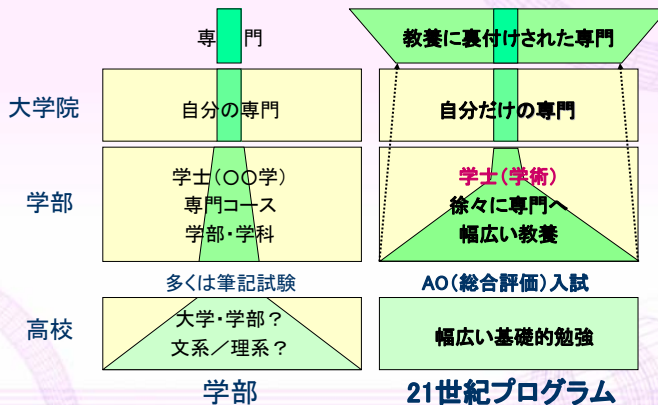 専門
教養に裏付けされた専門
大学院
自分の専門
自分だけの専門
学部
学士(○○学)
専門コース
学部・学科
学士(学術)
徐々に専門へ
幅広い教養
多くは筆記試験
AO(総合評価)入試
高校
大学・学部?
文系/理系?
幅広い基礎的勉強
学部
21世紀プログラム